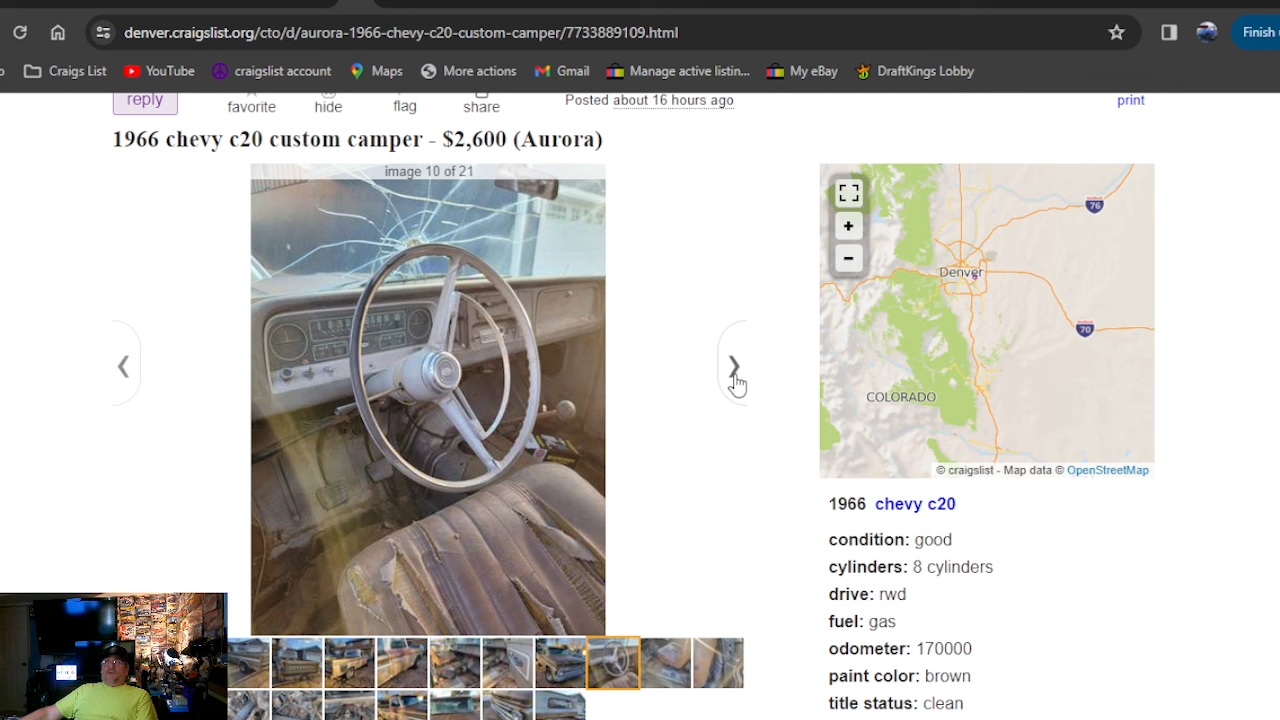 denver.craigslist.org/cto/d/aurora-1966-chevy-c20-custom-camper/7733889109.html
Finish
Craigs List
YouTube
craigslist account
Maps
More actions
Gmail
Manage active listin...
My eBay
DraftKings Lobby
reply
favorite
hide
flag
share
Posted about 16 hours ago
print
1966 chevy c20 custom camper - $2,600 (Aurora)
image 10 of 21
76
Denver
70
COLORADO
© craigslist - Map data © OpenStreetMap
1966 chevy c20
condition: good
cylinders: 8 cylinders
drive: rwd
fuel: gas
odometer: 170000
paint color: brown
title status: clean